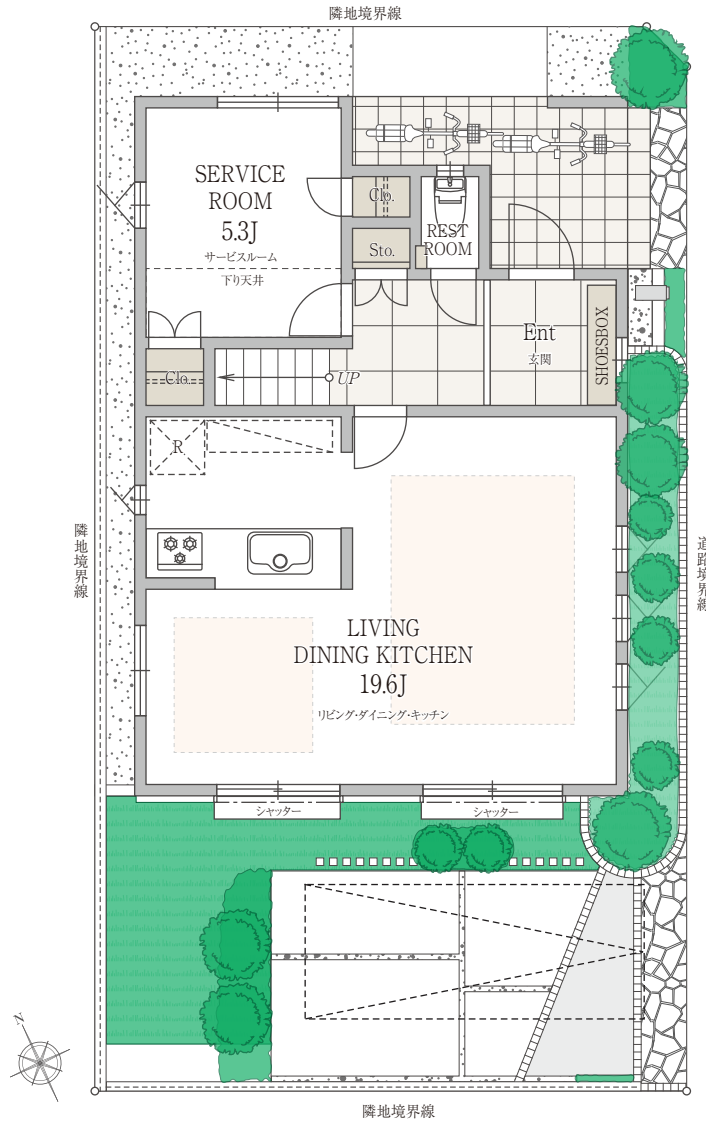 隣地境界線
SERVICE
ROOM
5.3J
サービスルーム
下り天井
Clo.
Sto.
REST
ROOM
Ent
玄関
SHOESBOX
Clo.
UP
R
隣地境界線
道路境界線
LIVING
DINING KITCHEN
19.6J
リビング・ダイニング・キッチン
シャッター
シャッター
N
隣地境界線